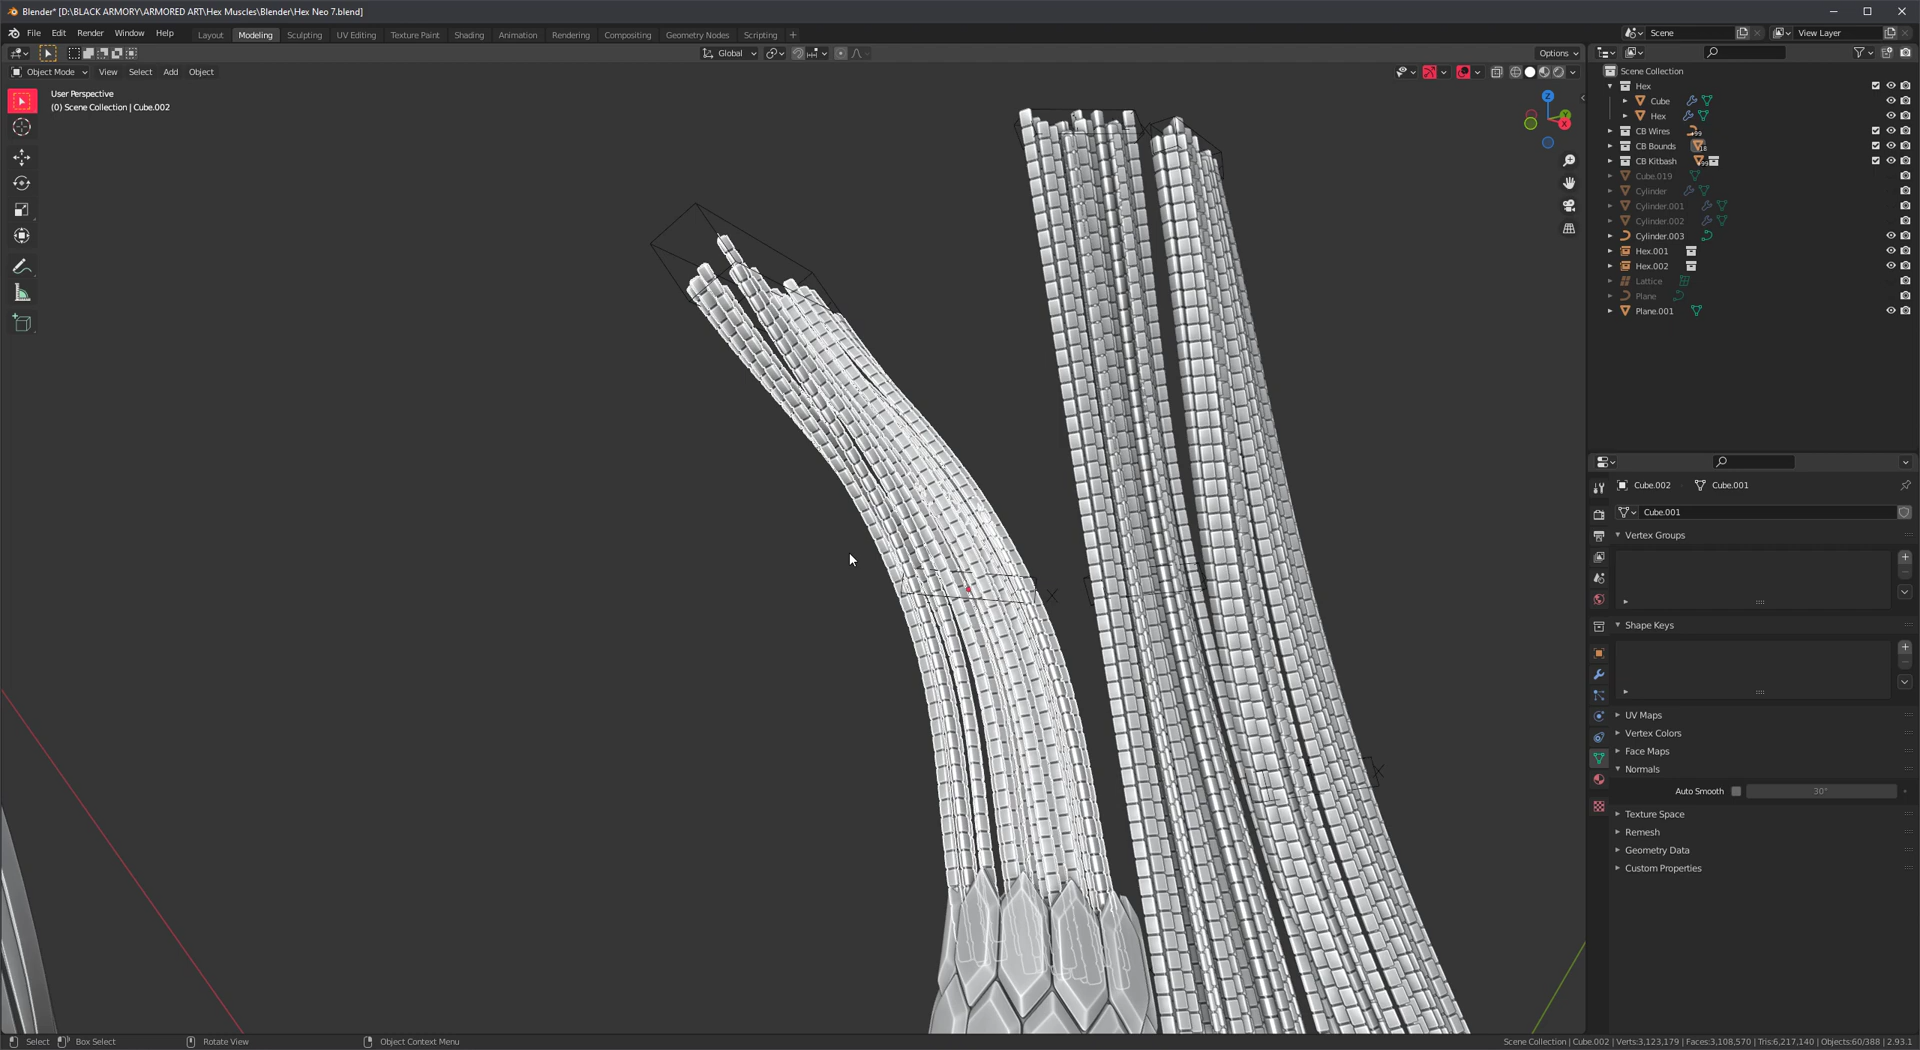 Blender* [D:\BLACK ARMORY\ARMORED ART\Hex Muscles\Blender\Hex Neo 7.blend]
File Edit Render Window Help Layout Modeling Sculpting UV Editing Texture Paint Shading Animation Rendering Compositing Geometry Nodes Scripting + Scene View Layer
Global Options
Object Mode View Select Add Object
User Perspective
(0) Scene Collection | Cube.002
Z
Y
X
Scene Collection
Hex
Cube
Hex
CB Wires
CB Bounds
CB Kitbash
Cube.019
Cylinder
Cylinder.001
Cylinder.002
Cylinder.003
Hex.001
Hex.002
Lattice
Plane
Plane.001
Cube.002 Cube.001
Cube.001
Vertex Groups
Shape Keys
UV Maps
Vertex Colors
Face Maps
Normals
Auto Smooth 30°
Texture Space
Remesh
Geometry Data
Custom Properties
Select Box Select Rotate View Object Context Menu Scene Collection | Cube.002 | Verts:3,123,179 | Faces:3,108,570 | Tris:6,217,140 | Objects:60/388 | 2.93.1